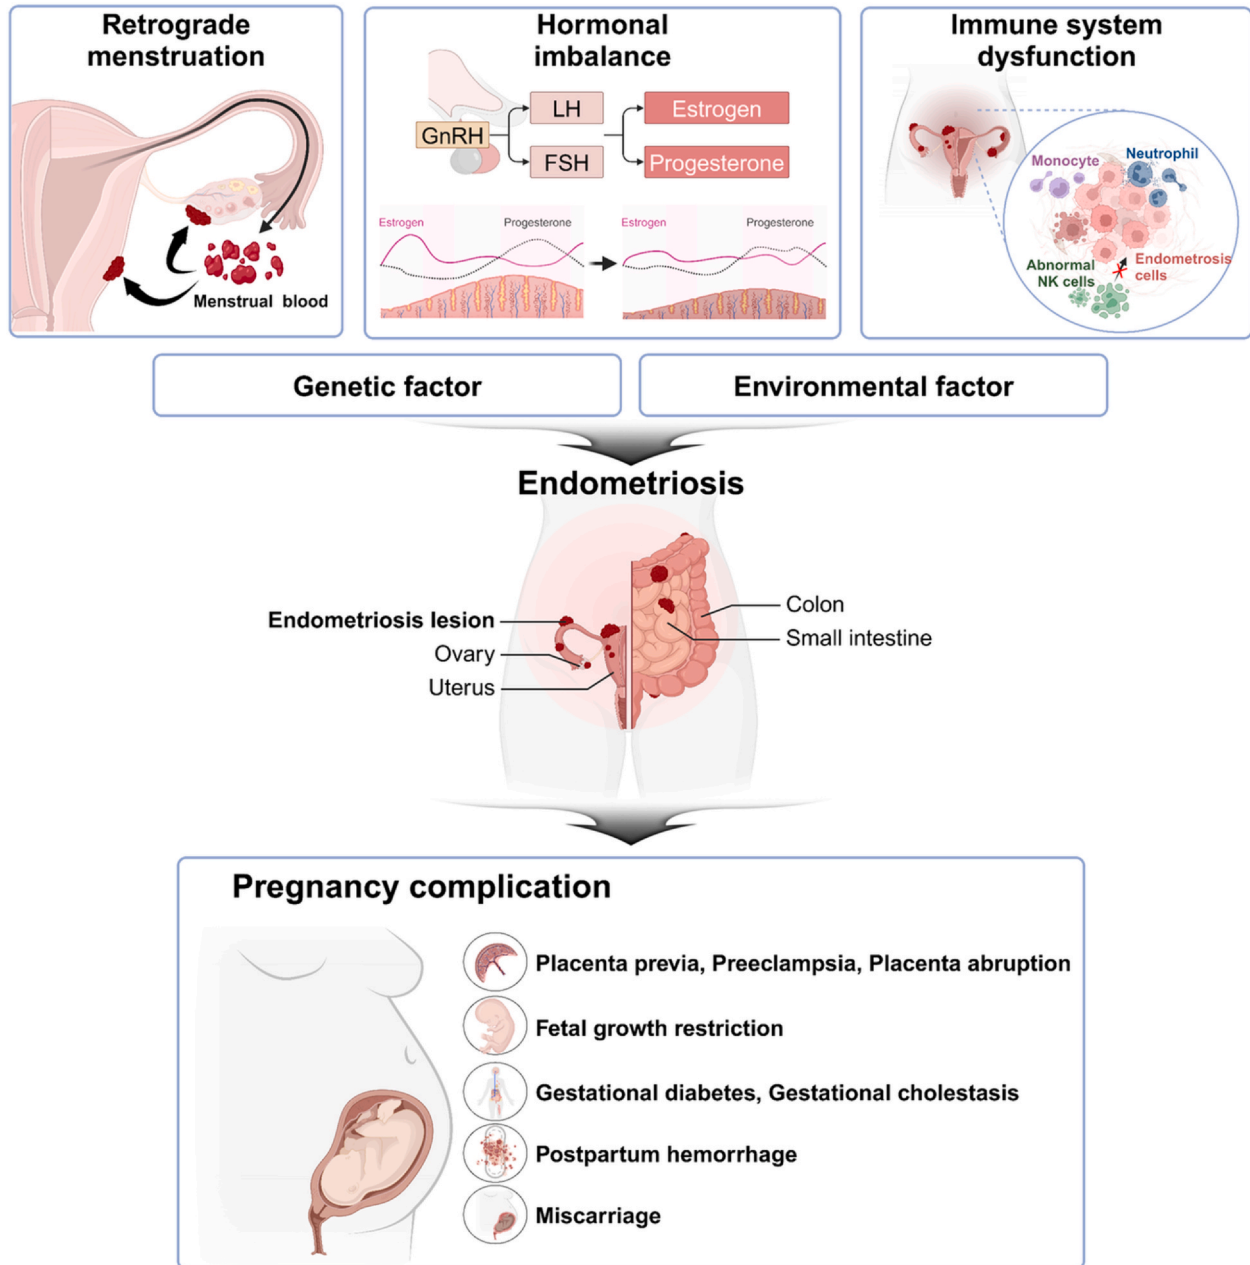 Retrograde
menstruation
Menstrual blood
Hormonal
imbalance
GnRH
LH
FSH
Estrogen
Progesterone
Estrogen
Progesterone
Estrogen
Progesterone
Immune system
dysfunction
Monocyte
Neutrophil
Abnormal
NK cells
Endometrosis
cells
Genetic factor
Environmental factor
Endometriosis
Endometriosis lesion
Ovary
Uterus
Colon
Small intestine
Pregnancy complication
Placenta previa, Preeclampsia, Placenta abruption
Fetal growth restriction
Gestational diabetes, Gestational cholestasis
Postpartum hemorrhage
Miscarriage